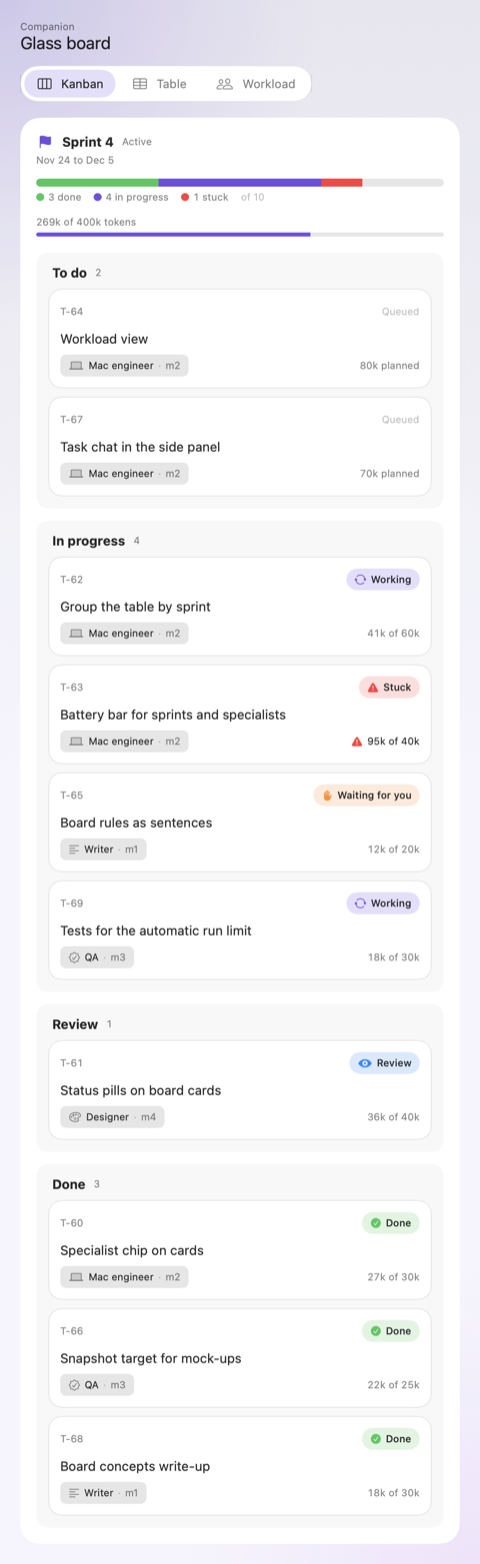 Companion
Glass board
Kanban Table Workload
Sprint 4 Active
Nov 24 to Dec 5
3 done 4 in progress 1 stuck of 10
269k of 400k tokens
To do 2
T-64 Queued
Workload view
Mac engineer · m2 80k planned
T-67 Queued
Task chat in the side panel
Mac engineer · m2 70k planned
In progress 4
T-62 Working
Group the table by sprint
Mac engineer · m2 41k of 60k
T-63 Stuck
Battery bar for sprints and specialists
Mac engineer · m2 95k of 40k
T-65 Waiting for you
Board rules as sentences
Writer · m1 12k of 20k
T-69 Working
Tests for the automatic run limit
QA · m3 18k of 30k
Review 1
T-61 Review
Status pills on board cards
Designer · m4 36k of 40k
Done 3
T-60 Done
Specialist chip on cards
Mac engineer · m2 27k of 30k
T-66 Done
Snapshot target for mock-ups
QA · m3 22k of 25k
T-68 Done
Board concepts write-up
Writer · m1 18k of 30k